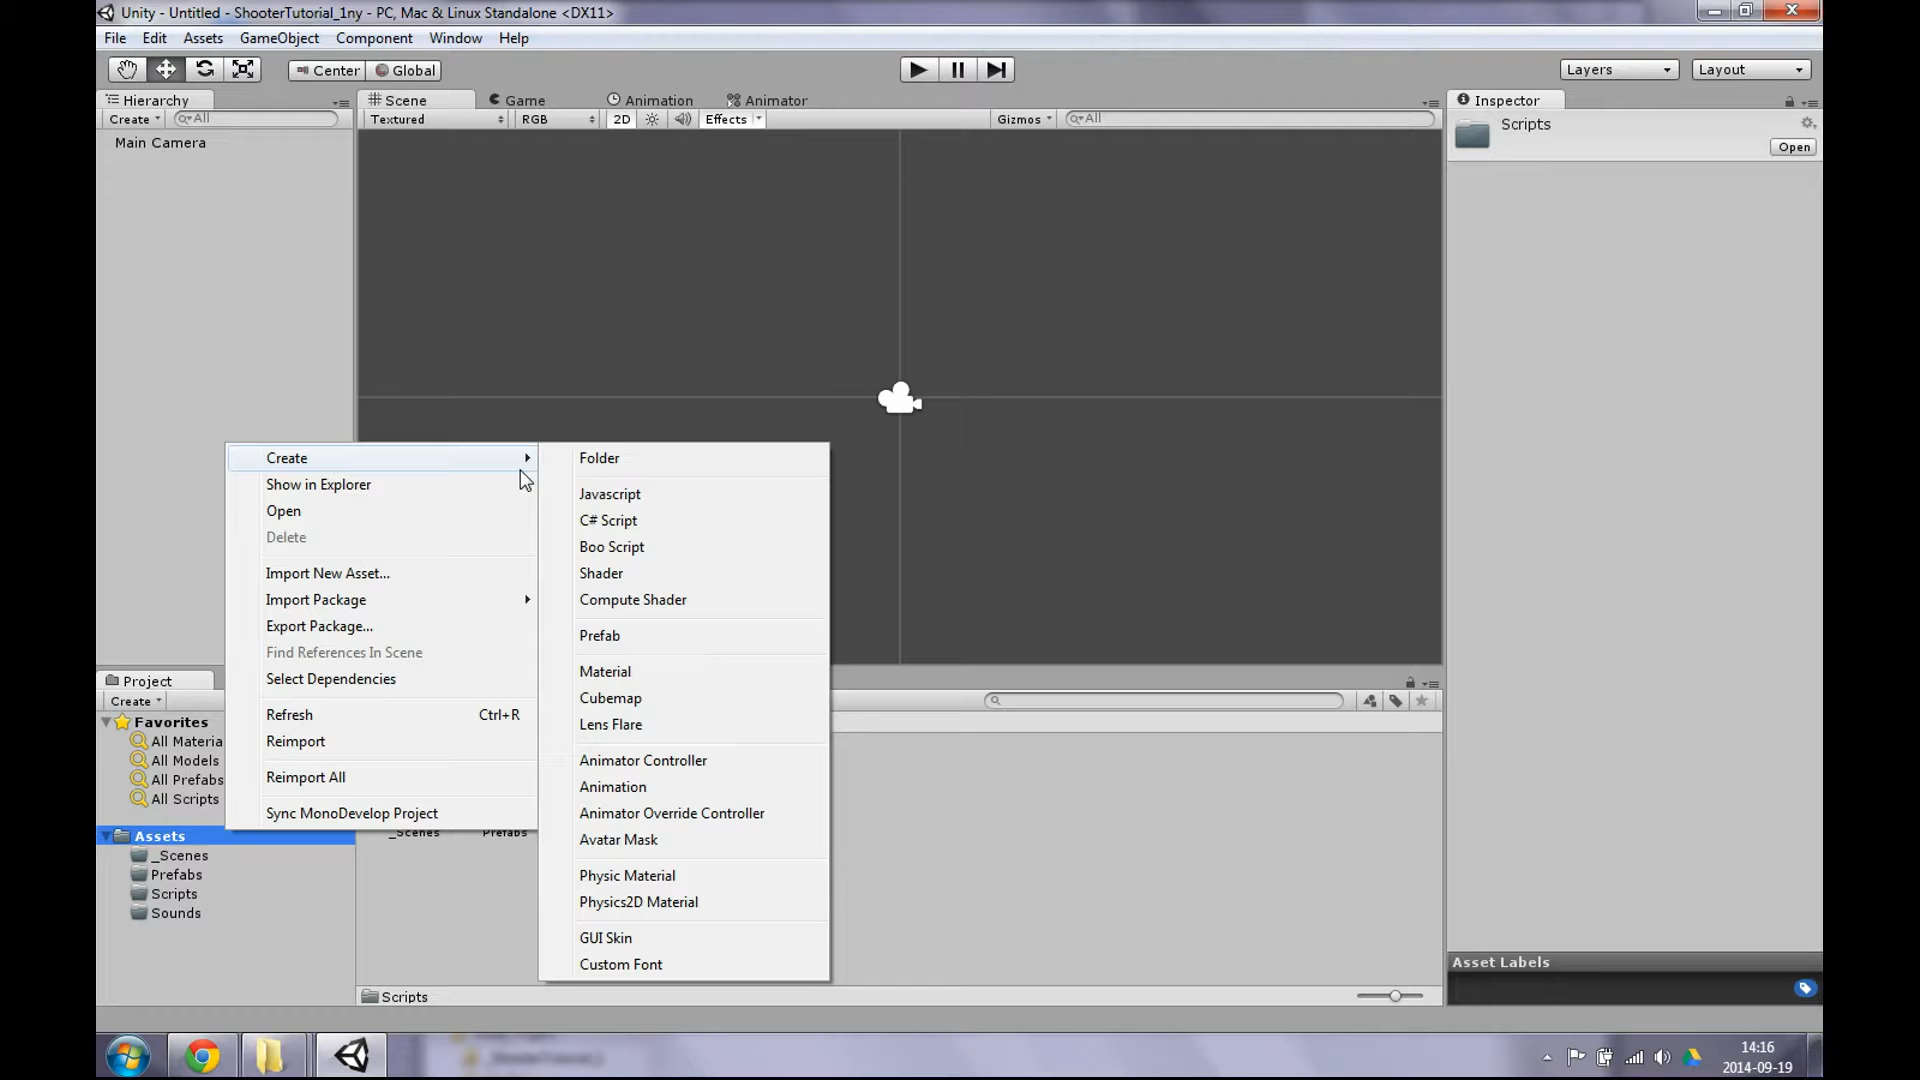 Unity - Untitled - ShooterTutorial_1ny - PC, Mac & Linux Standalone <DX11>
File Edit Assets GameObject Component Window Help
Center Global Layers Layout
Hierarchy Scene Game Animation Animator Inspector
Create All Textured RGB 2D Effects Gizmos All Scripts
Open
Main Camera
Create
Show in Explorer
Open
Delete
Import New Asset...
Import Package
Export Package...
Find References In Scene
Select Dependencies
Refresh Ctrl+R
Reimport
Reimport All
Sync MonoDevelop Project
Folder
Javascript
C# Script
Boo Script
Shader
Compute Shader
Prefab
Material
Cubemap
Lens Flare
Animator Controller
Animation
Animator Override Controller
Avatar Mask
Physic Material
Physics2D Material
GUI Skin
Custom Font
Project
Create
Favorites
All Materia
All Models
All Prefabs
All Scripts
Assets
_Scenes
Prefabs
Scripts
Sounds
_Scenes Prefabs
Scripts
Asset Labels
14:16
2014-09-19